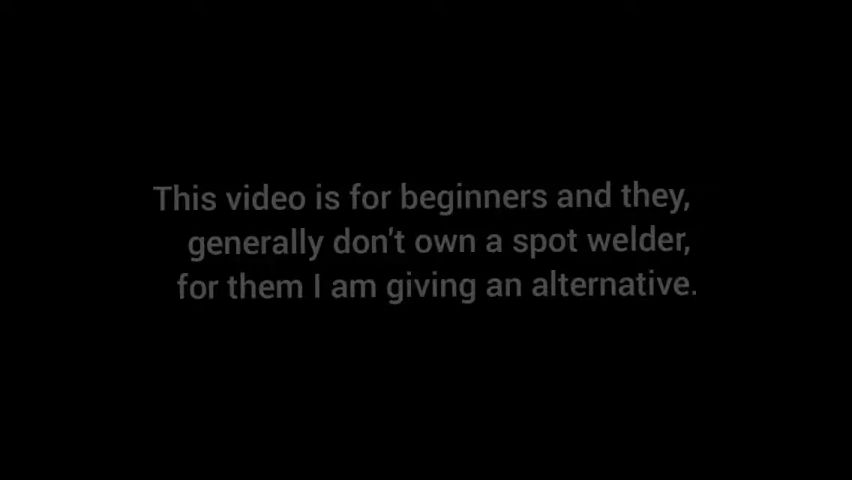 This video is for beginners and they,
generally don't own a spot welder,
for them I am giving an alternative.